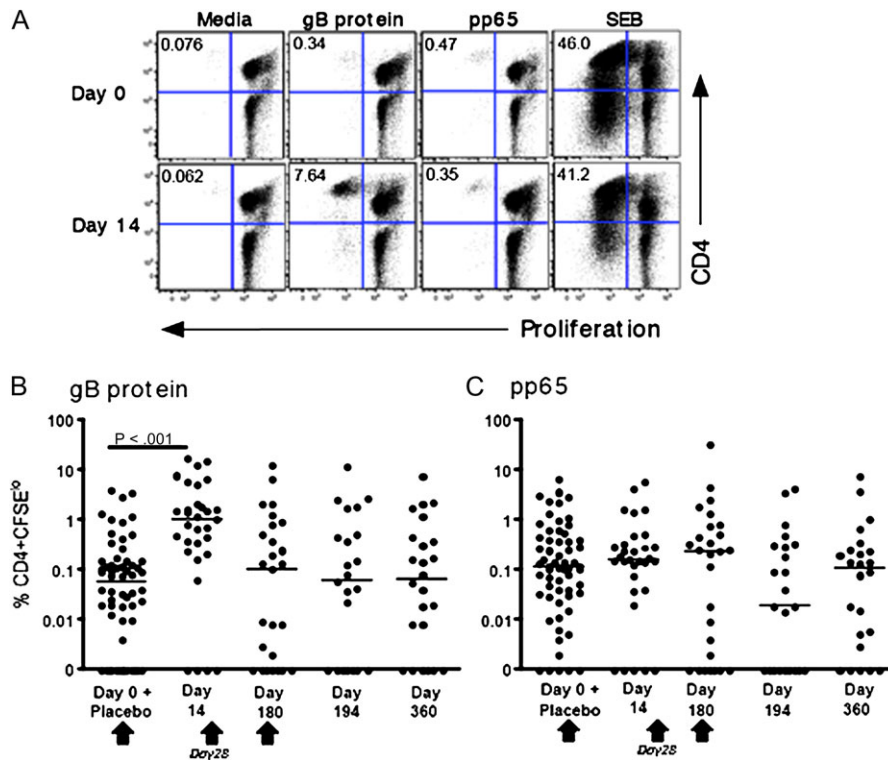 A
Media gB protein pp65 SEB
Day 0
0.076 0.34 0.47 46.0
Day 14
0.062 7.64 0.35 41.2
CD4
Proliferation
B gB protein
C pp65
P < .001
% CD4+CFSElo
100
10
1
0.1
0.01
0
Day 0 + Placebo
Day 14
Day 180
Day 194
Day 360
Day28
100
10
1
0.1
0.01
0
Day 0 + Placebo
Day 14
Day 180
Day 194
Day 360
Day28